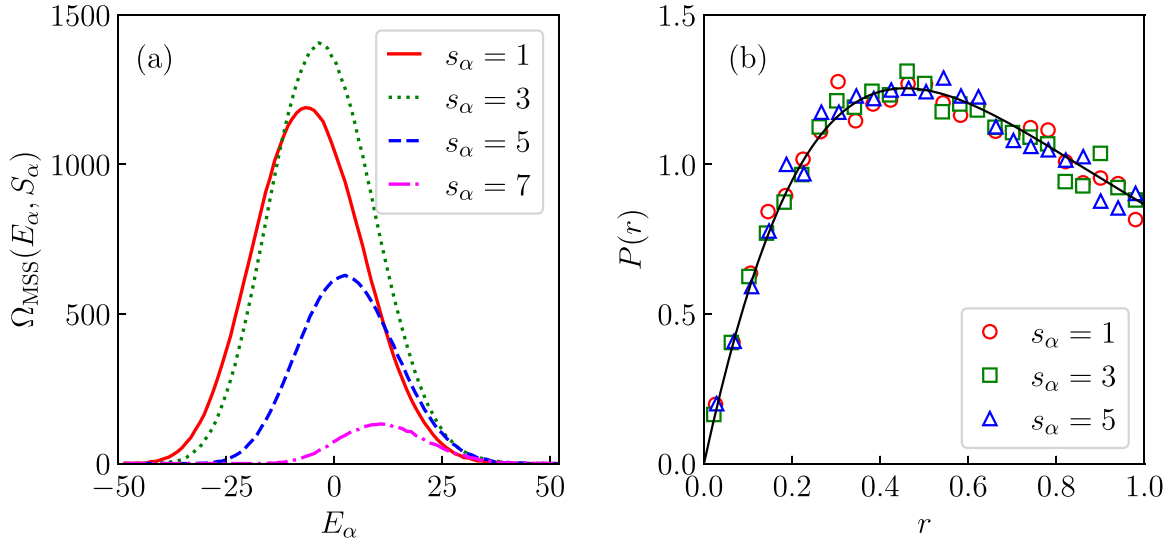 (a)
Ω_MSS(E_α, S_α)
1500
1000
500
0
s_α = 1
s_α = 3
s_α = 5
s_α = 7
−50 −25 0 25 50
E_α
(b)
P(r)
1.5
1.0
0.5
0.0
s_α = 1
s_α = 3
s_α = 5
0.0 0.2 0.4 0.6 0.8 1.0
r